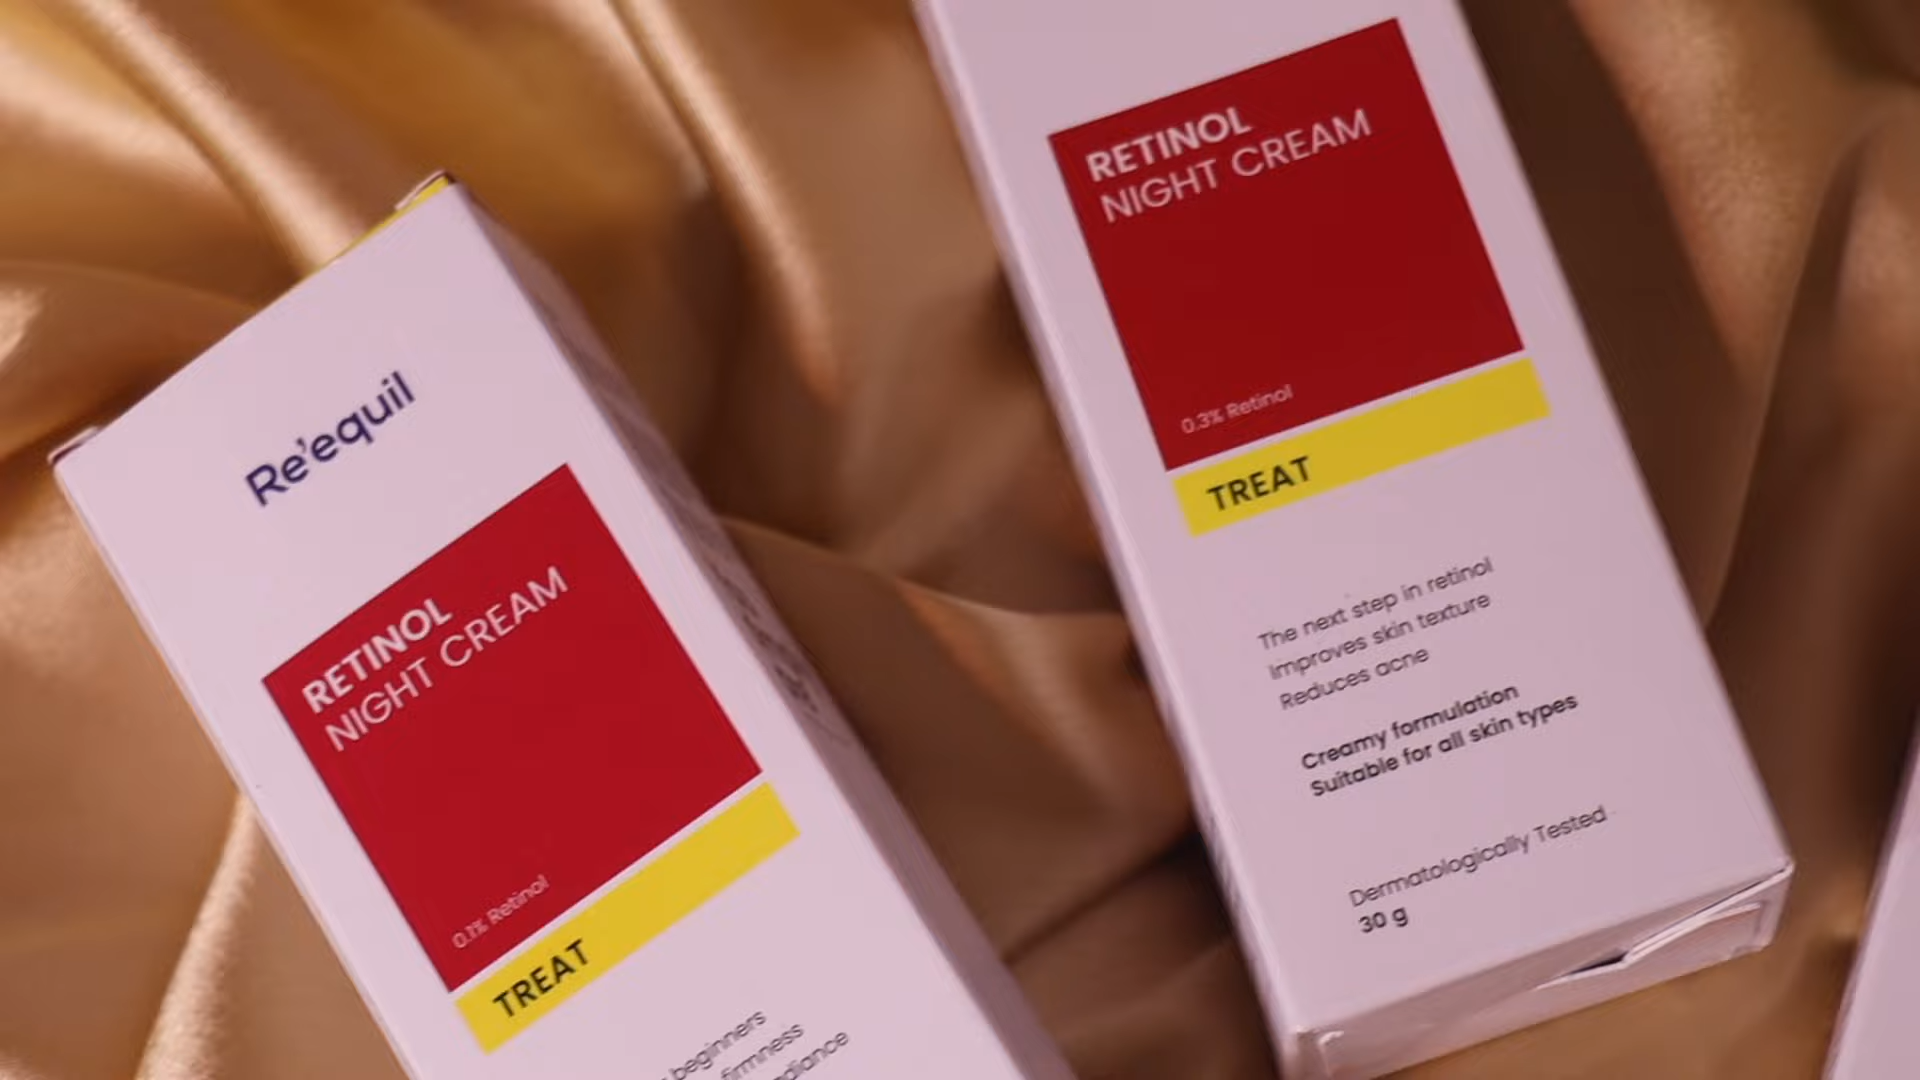 Re'equil
RETINOL
NIGHT CREAM
0.1% Retinol
TREAT
beginners
firmness
RETINOL
NIGHT CREAM
0.3% Retinol
TREAT
The next step in retinol
Improves skin texture
Reduces acne
Creamy formulation
Suitable for all skin types
Dermatologically Tested
30 g